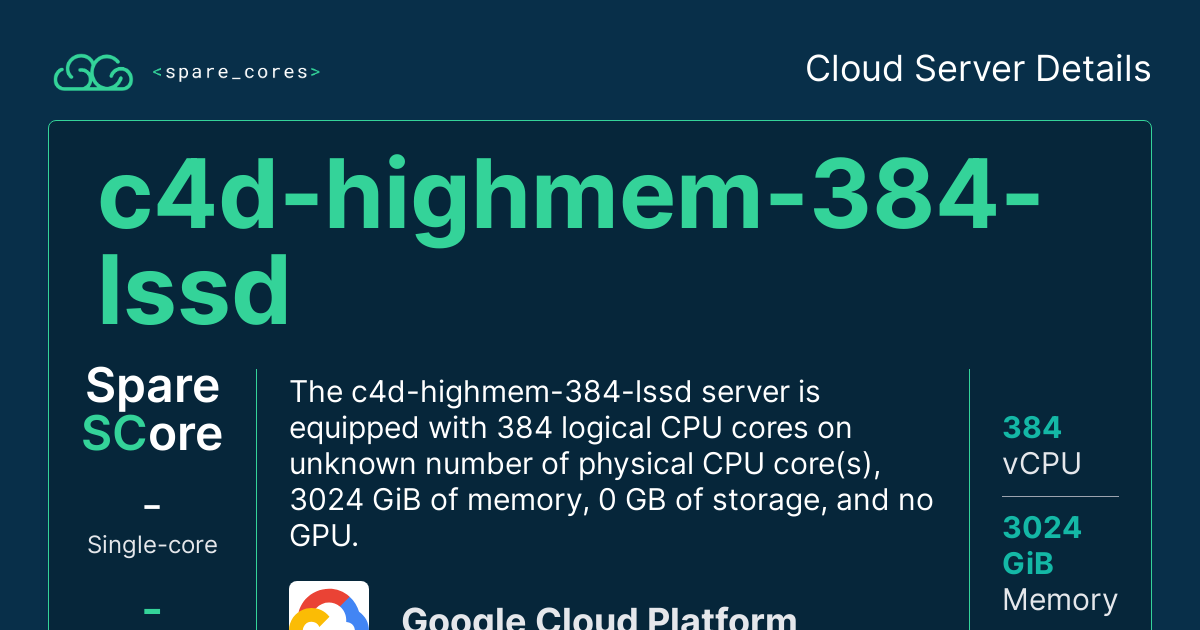 <spare_cores>
Cloud Server Details
c4d-highmem-384-
lssd
Spare
SCore
–
Single-core
–
The c4d-highmem-384-lssd server is
equipped with 384 logical CPU cores on
unknown number of physical CPU core(s),
3024 GiB of memory, 0 GB of storage, and no
GPU.
Google Cloud Platform
384
vCPU
3024
GiB
Memory